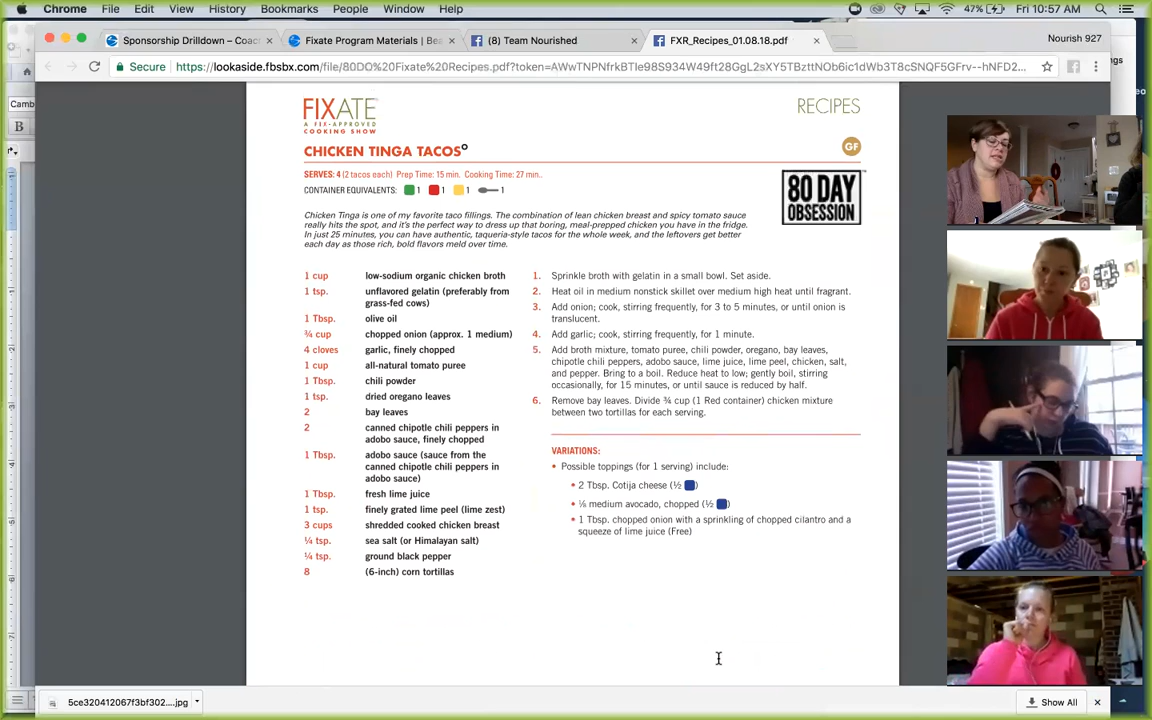 Chrome File Edit View History Bookmarks People Window Help 47% Fri 10:57 AM
Sponsorship Drilldown – Coac × Fixate Program Materials | Bea × (8) Team Nourished × FXR_Recipes_01.08.18.pdf × Nourish 927
Secure https://lookaside.fbsbx.com/file/80DO%20Fixate%20Recipes.pdf?token=
Camb
B
FIXATE
A FIX-APPROVED
COOKING SHOW
RECIPES
CHICKEN TINGA TACOS°
GF
SERVES: 4 (2 tacos each) Prep Time: 15 min. Cooking Time: 27 min..
CONTAINER EQUIVALENTS: 1 1 1 1
80 DAY
OBSESSION
Chicken Tinga is one of my favorite taco fillings. The combination of lean chicken breast and spicy tomato sauce
really hits the spot, and it's the perfect way to dress up that boring, meal-prepped chicken you have in the fridge.
In just 25 minutes, you can have authentic, taqueria-style tacos for the whole week, and the leftovers get better
each day as those rich, bold flavors meld over time.
1 cup low-sodium organic chicken broth
1 tsp. unflavored gelatin (preferably from
grass-fed cows)
1 Tbsp. olive oil
¾ cup chopped onion (approx. 1 medium)
4 cloves garlic, finely chopped
1 cup all-natural tomato puree
1 Tbsp. chili powder
1 tsp. dried oregano leaves
2 bay leaves
2 canned chipotle chili peppers in
adobo sauce, finely chopped
1 Tbsp. adobo sauce (sauce from the
canned chipotle chili peppers in
adobo sauce)
1 Tbsp. fresh lime juice
1 tsp. finely grated lime peel (lime zest)
3 cups shredded cooked chicken breast
¼ tsp. sea salt (or Himalayan salt)
¼ tsp. ground black pepper
8 (6-inch) corn tortillas
1. Sprinkle broth with gelatin in a small bowl. Set aside.
2. Heat oil in medium nonstick skillet over medium high heat until fragrant.
3. Add onion; cook, stirring frequently, for 3 to 5 minutes, or until onion is
translucent.
4. Add garlic; cook, stirring frequently, for 1 minute.
5. Add broth mixture, tomato puree, chili powder, oregano, bay leaves,
chipotle chili peppers, adobo sauce, lime juice, lime peel, chicken, salt,
and pepper. Bring to a boil. Reduce heat to low; gently boil, stirring
occasionally, for 15 minutes, or until sauce is reduced by half.
6. Remove bay leaves. Divide ¾ cup (1 Red container) chicken mixture
between two tortillas for each serving.
VARIATIONS:
• Possible toppings (for 1 serving) include:
• 2 Tbsp. Cotija cheese (½ )
• ⅛ medium avocado, chopped (½ )
• 1 Tbsp. chopped onion with a sprinkling of chopped cilantro and a
squeeze of lime juice (Free)
5ce320412067f3bf302....jpg
Show All ×